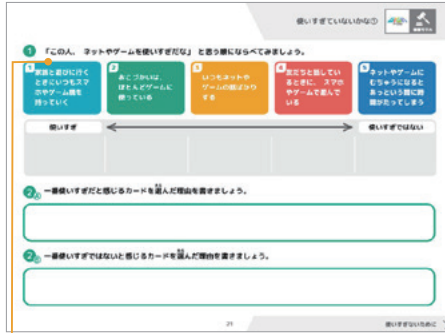 使いすぎていないかな①
1 「この人、ネットやゲームを使いすぎだな」と思う順にならべてみましょう。
1 家族と遊びに行く
ときにいつもスマ
ホやゲーム機を
持っていく
2 おこづかいは、
ほとんどゲームに
使っている
3 いつもネットや
ゲームの話ばかり
する
4 友だちと話してい
るときに、スマホ
やゲームで遊んで
いる
5 ネットやゲームに
むちゅうになると
あっという間に時
間がたってしまう
使いすぎ
使いすぎではない
2 一番使いすぎだと感じるカードを選んだ理由を書きましょう。
2 一番使いすぎではないと感じるカードを選んだ理由を書きましょう。
21
使いすぎないために